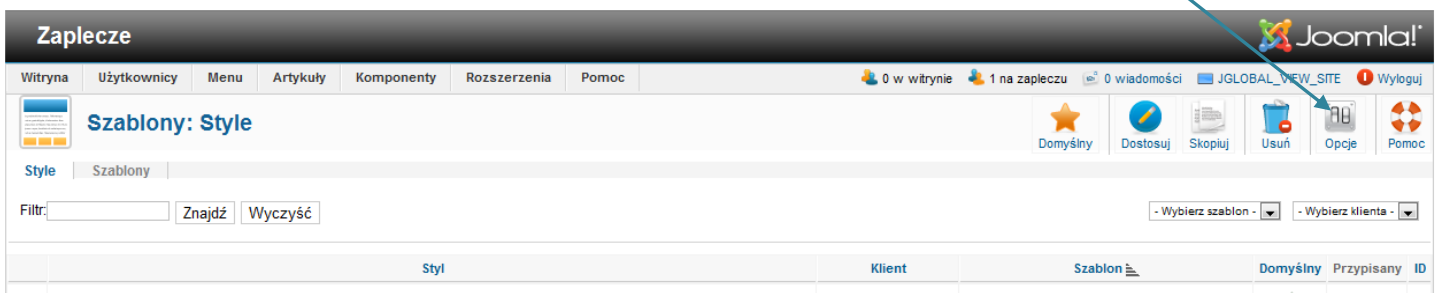 Zaplecze Joomla!
Witryna Użytkownicy Menu Artykuły Komponenty Rozszerzenia Pomoc 0 w witrynie 1 na zapleczu 0 wiadomości JGLOBAL_VIEW_SITE Wyloguj
Szablony: Style
Domyślny Dostosuj Skopiuj Usuń Opcje Pomoc
Style Szablony
Filtr: Znajdź Wyczyść - Wybierz szablon - - Wybierz klienta -
Styl Klient Szablon Domyślny Przypisany ID